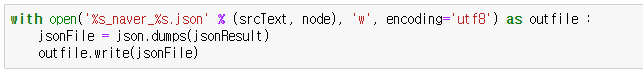 with open('%s_naver_%s.json' % (srcText, node), 'w', encoding='utf8') as outfile :
    jsonFile = json.dumps(jsonResult)
    outfile.write(jsonFile)